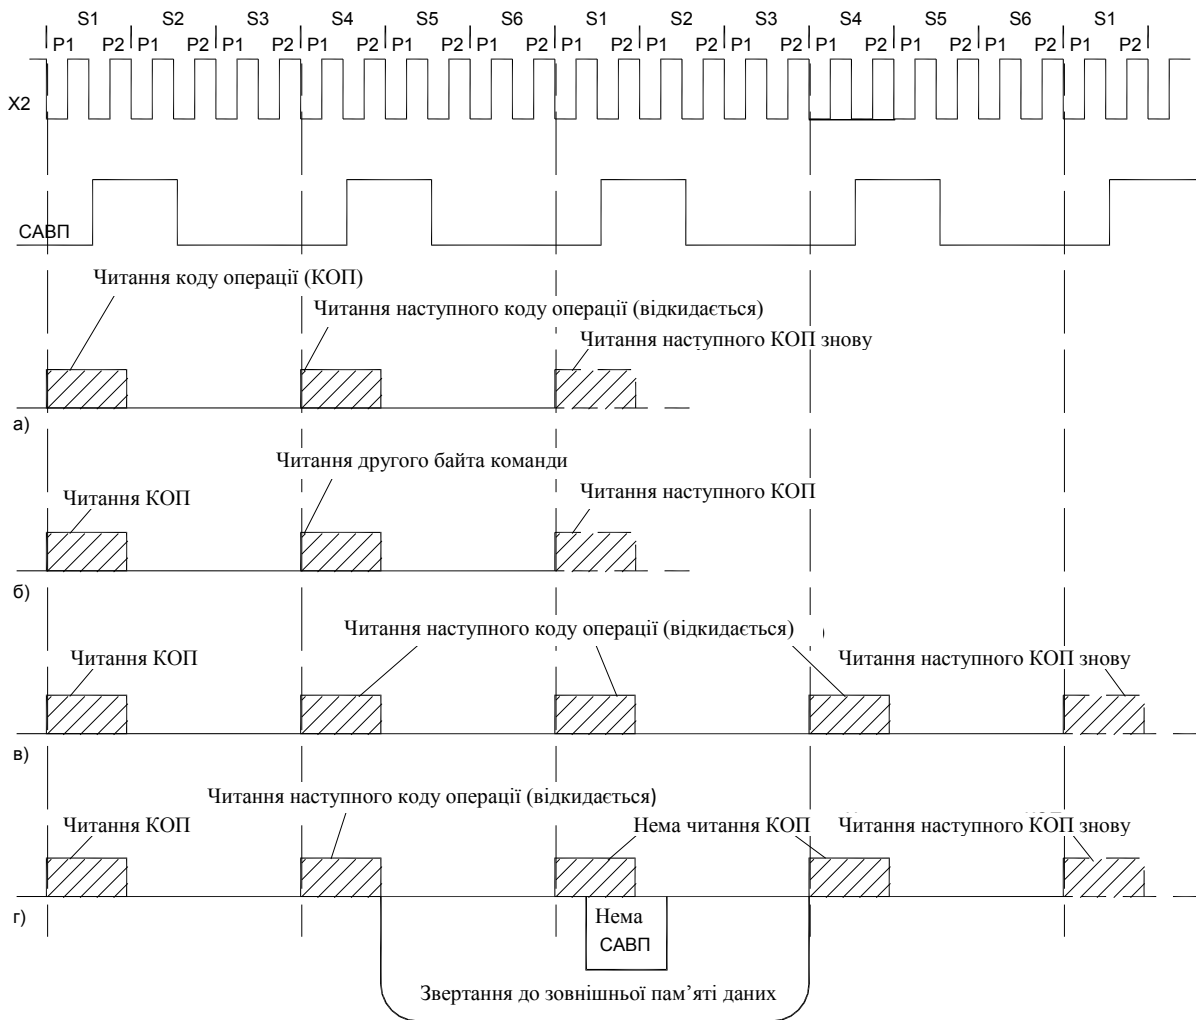 S1 S2 S3 S4 S5 S6 S1 S2 S3 S4 S5 S6 S1
P1 P2 P1 P2 P1 P2 P1 P2 P1 P2 P1 P2 P1 P2 P1 P2 P1 P2 P1 P2 P1 P2 P1 P2 P1 P2
X2
САВП
Читання коду операції (КОП)
Читання наступного коду операції (відкидається)
Читання наступного КОП знову
а)
Читання другого байта команди
Читання КОП
Читання наступного КОП
б)
Читання наступного коду операції (відкидається)
Читання КОП
Читання наступного КОП знову
в)
Читання наступного коду операції (відкидається)
Читання КОП
Нема читання КОП
Читання наступного КОП знову
г)
Нема
САВП
Звертання до зовнішньої пам’яті даних